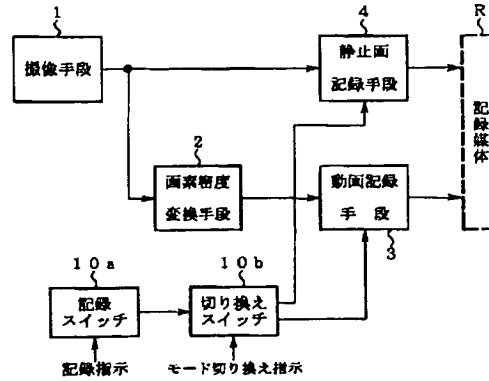 1
撮像手段
4
静止画
記録手段
R
記録媒体
2
画素密度
変換手段
動画記録
手段
3
10a
記録
スイッチ
10b
切り換え
スイッチ
記録指示
モード切り換え指示